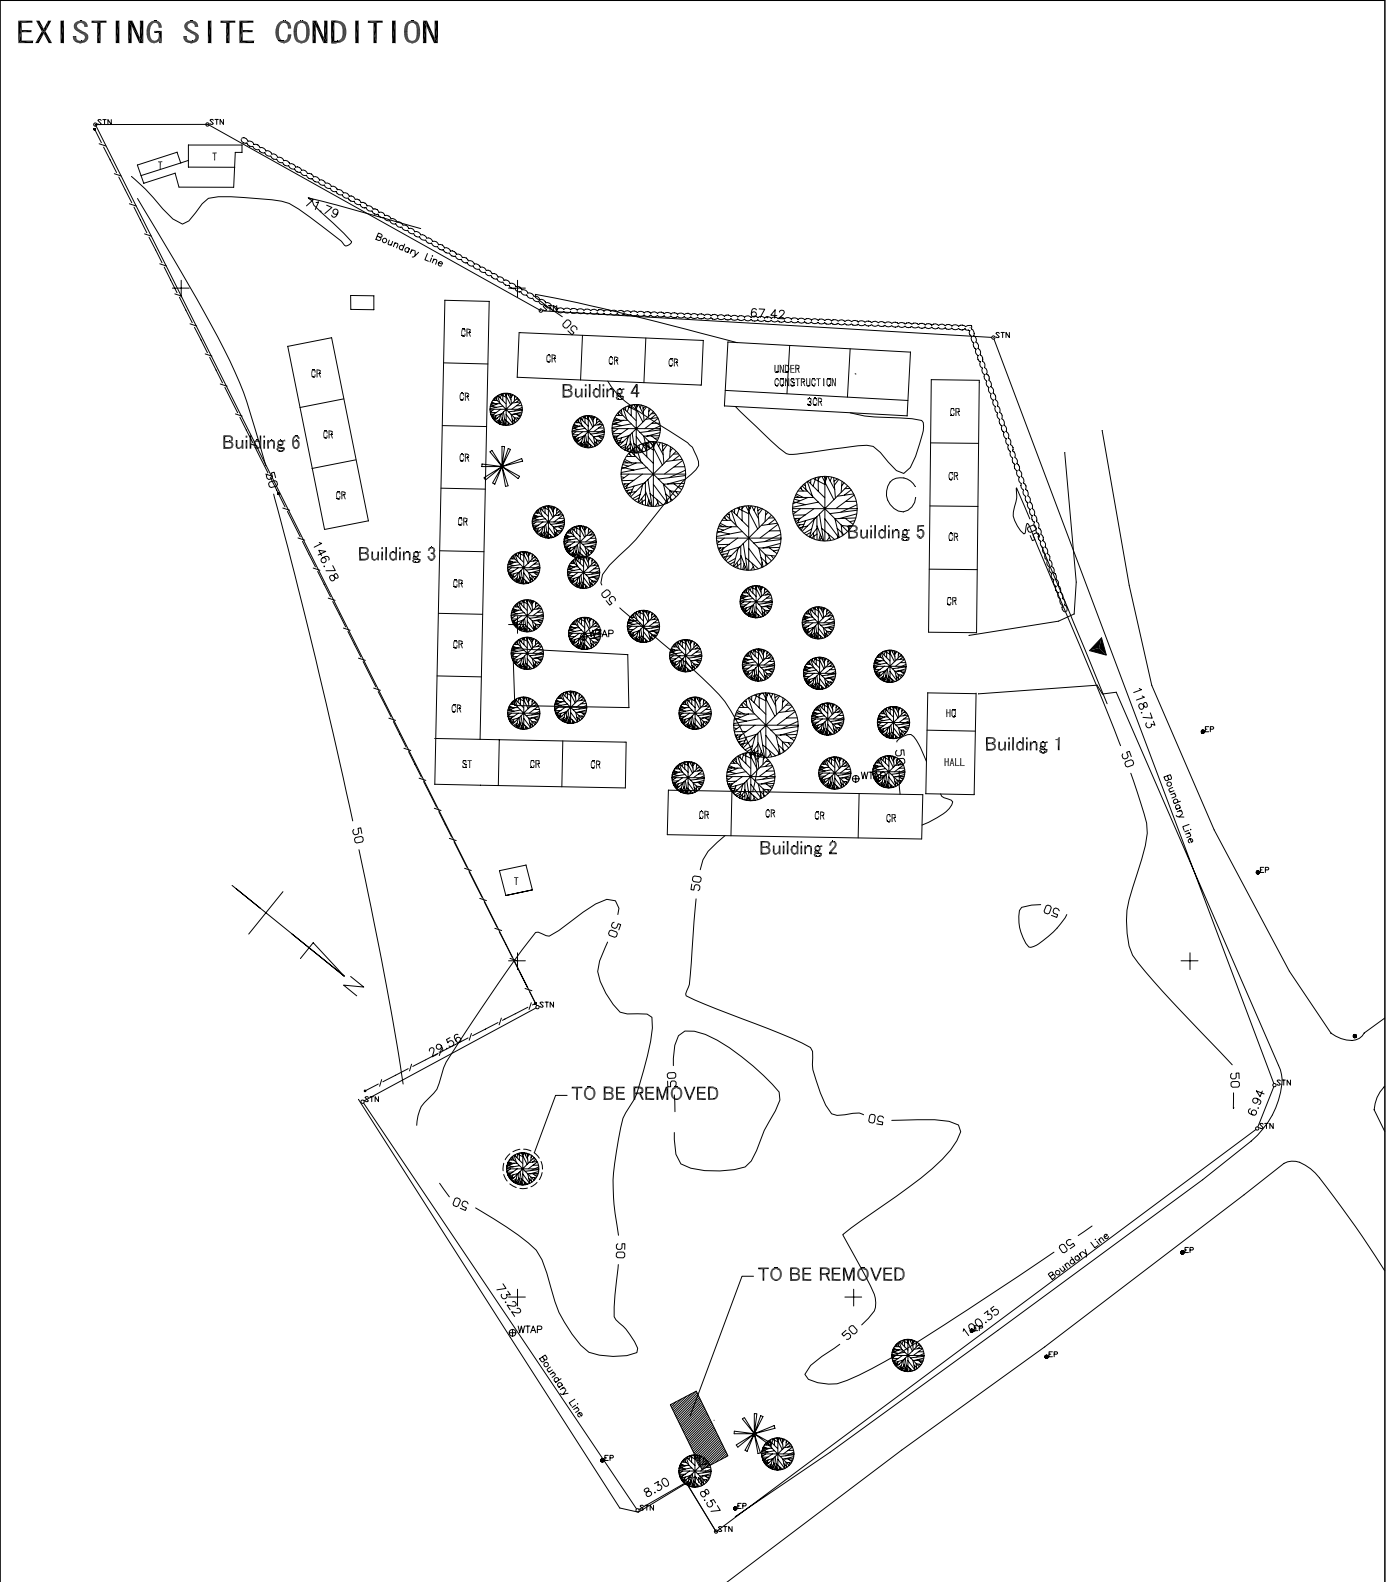 EXISTING SITE CONDITION
STN
STN
T
T
71.79
Boundary Line
STN
50
67.42
STN
CR
CR
CR
CR
UNDER
CONSTRUCTION
3CR
Building 4
CR
CR
CR
Building 6
CR
CR
CR
CR
CR
50
146.78
Building 3
CR
CR
CR
CR
Building 5
CR
CR
50
50
WTAP
118.73
EP
HQ
Building 1
HALL
ST
CR
CR
50
WTAP
50
Boundary Line
CR
CR
CR
CR
Building 2
50
T
50
EP
50
50
N
STN
29.56
STN
50
TO BE REMOVED
50
50
STN
6.94
STN
50
50
50
Boundary Line
EP
TO BE REMOVED
73.22
WTAP
50
100.35
EP
Boundary Line
EP
8.30
8.57
STN
EP
STN